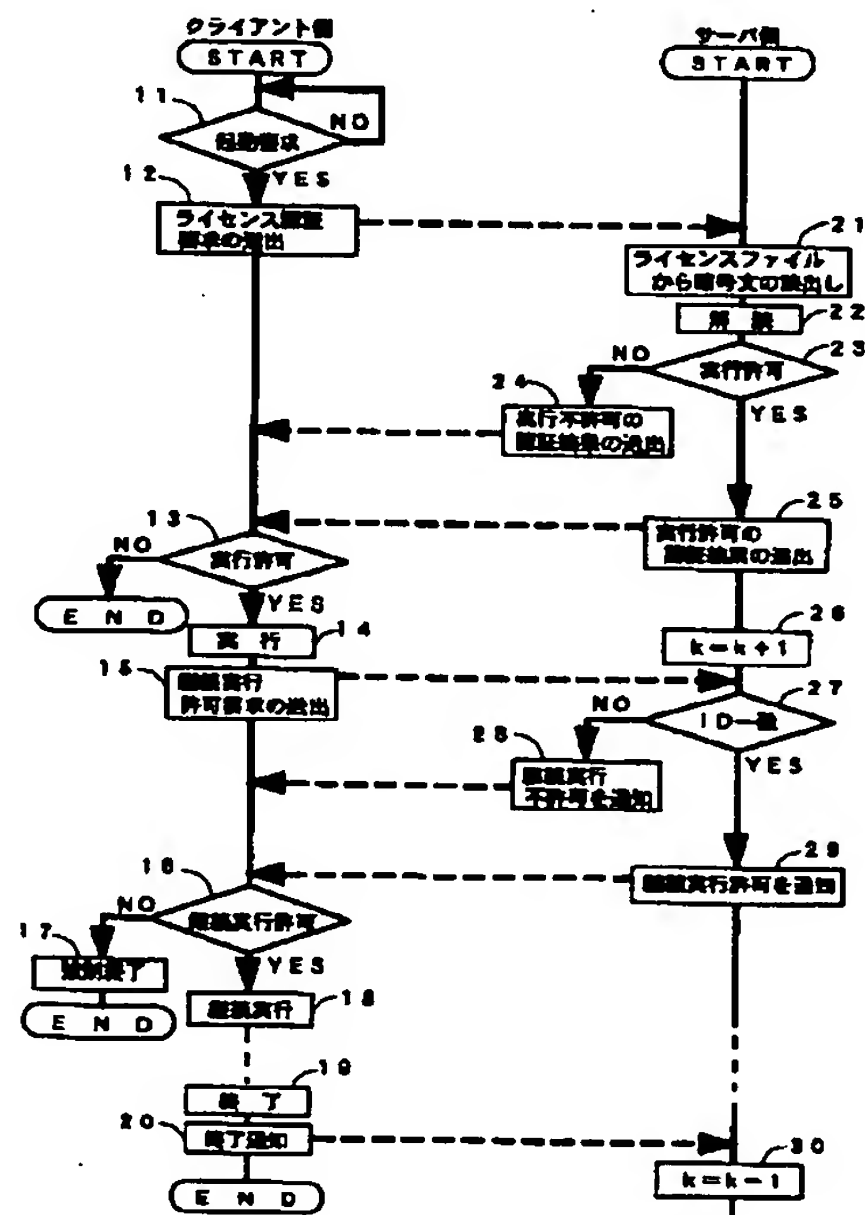 クライアント側
START
11
起動要求
NO
YES
12
ライセンス認証
要求の送出
13
実行許可
NO
END
YES
実行
14
15
継続実行
許可要求の送出
16
継続実行許可
NO
17
強制終了
END
YES
継続実行
18
19
終了
20
終了通知
END
サーバ側
START
21
ライセンスファイル
から暗号文の読出し
22
解読
23
実行許可
NO
24
実行不許可の
認証結果の送出
YES
25
実行許可の
認証結果の送出
26
k=k+1
27
ID一致
NO
28
継続実行
不許可を通知
YES
29
継続実行許可を通知
30
k=k-1